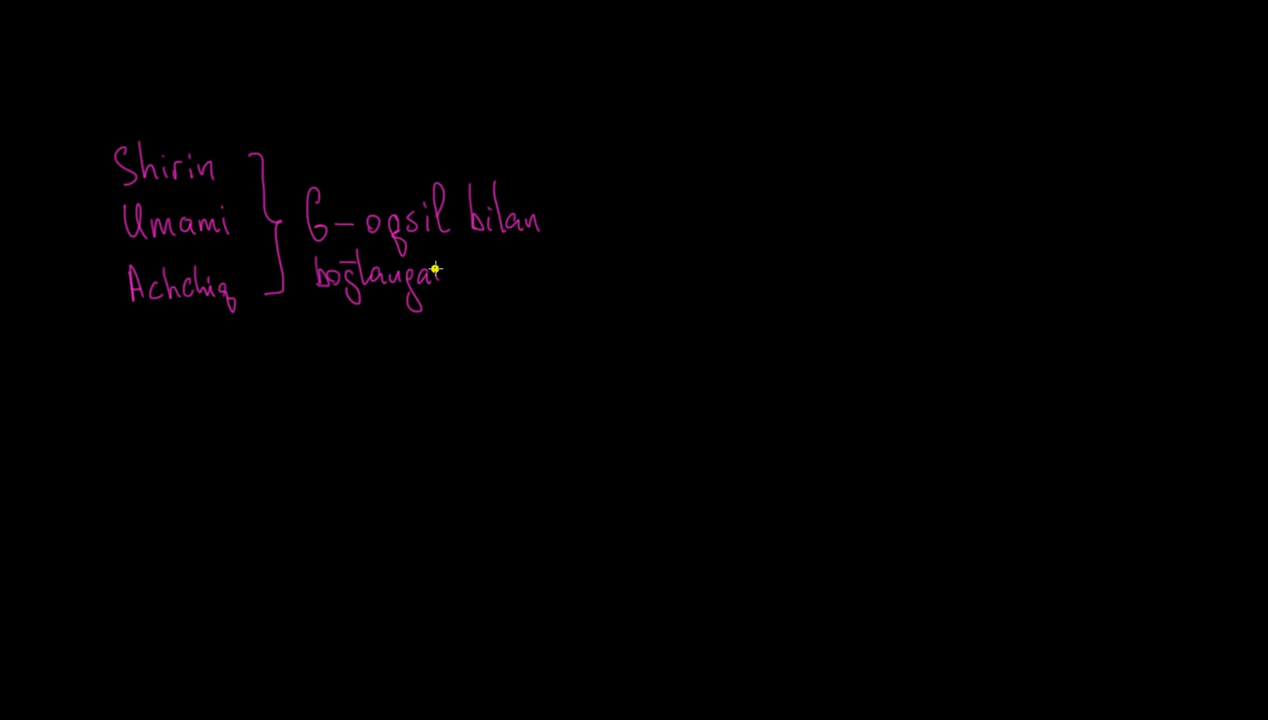 Shirin
Umami
Achchiq
G-oqsil bilan
bog̅langan